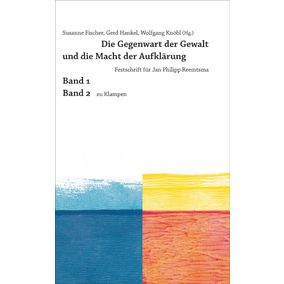 Susanne Fischer, Gerd Hankel, Wolfgang Knöbl (Hg.)
Die Gegenwart der Gewalt
und die Macht der Aufklärung
Festschrift für Jan Philipp Reemtsma
Band 1
Band 2 zu Klampen